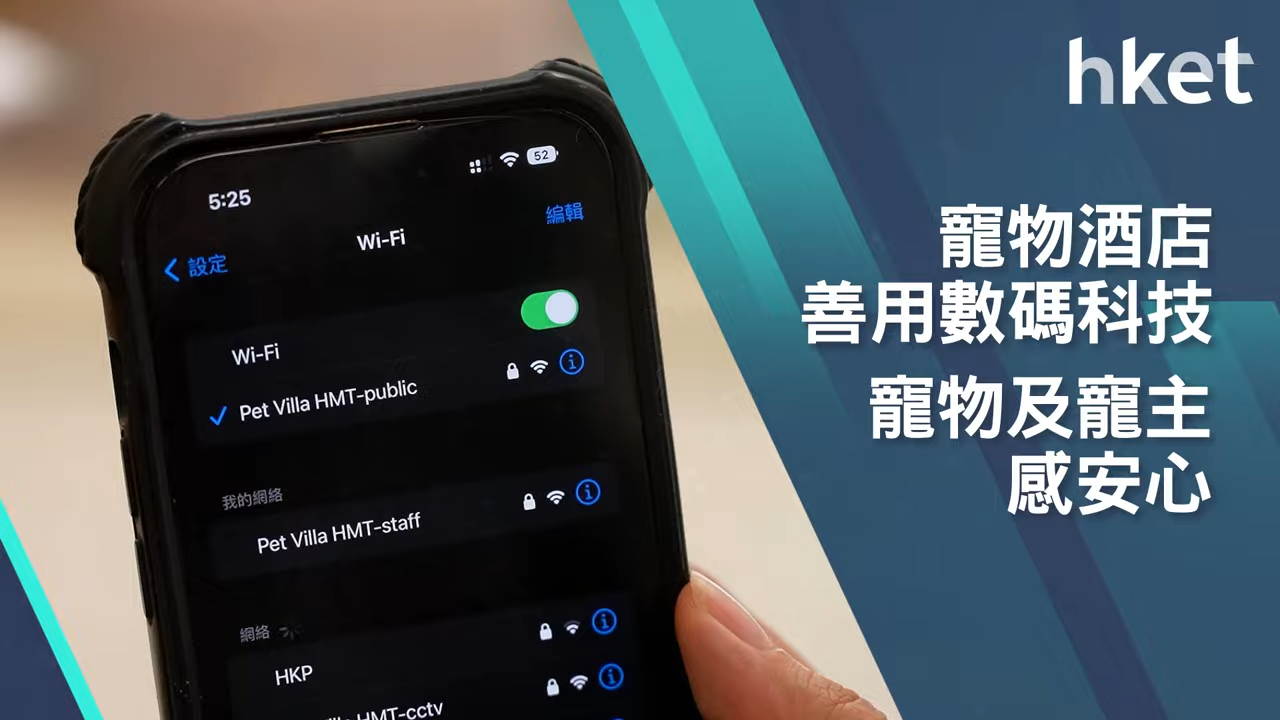 5:25
52
設定
Wi-Fi
編輯
Wi-Fi
Pet Villa HMT-public
我的網絡
Pet Villa HMT-staff
網絡
HKP
HMT-cctv
hket
寵物酒店
善用數碼科技
寵物及寵主
感安心